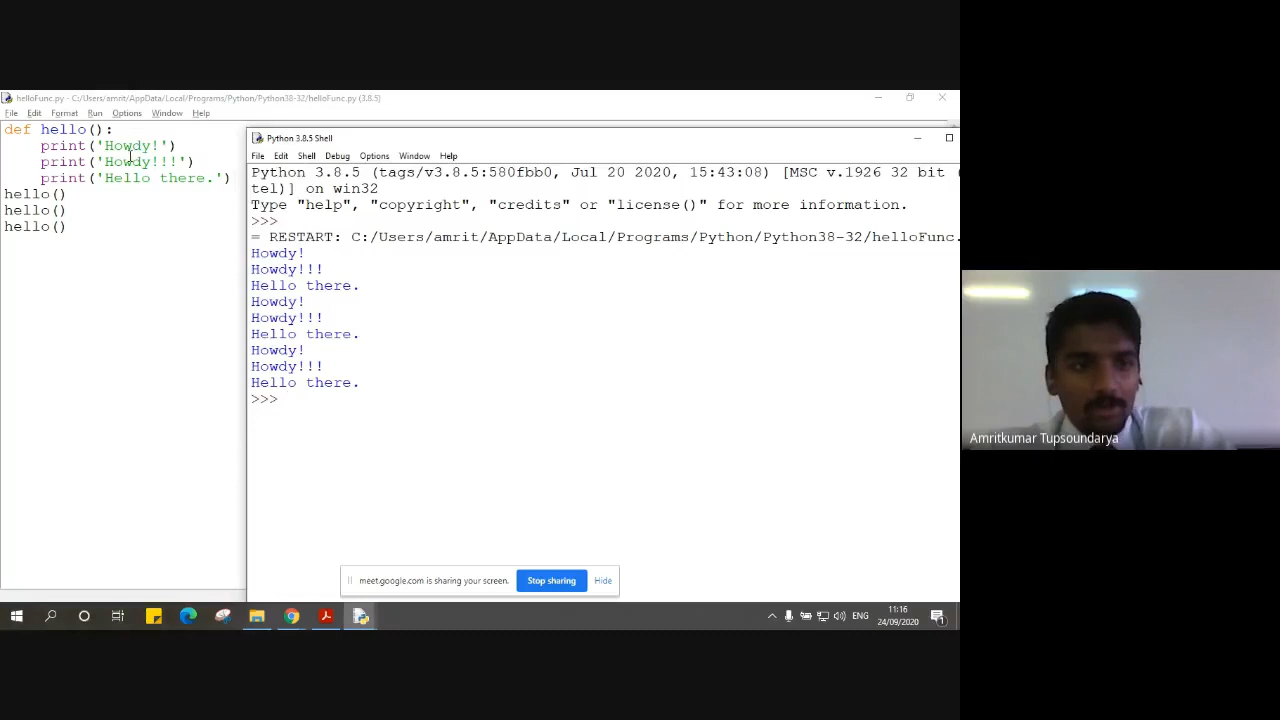 helloFunc.py - C:/Users/amrit/AppData/Local/Programs/Python/Python38-32/helloFunc.py (3.8.5)
File Edit Format Run Options Window Help
def hello():
    print('Howdy!')
    print('Howdy!!!')
    print('Hello there.')
hello()
hello()
hello()
Python 3.8.5 Shell
File Edit Shell Debug Options Window Help
Python 3.8.5 (tags/v3.8.5:580fbb0, Jul 20 2020, 15:43:08) [MSC v.1926 32 bit (
tel)] on win32
Type "help", "copyright", "credits" or "license()" for more information.
>>>
= RESTART: C:/Users/amrit/AppData/Local/Programs/Python/Python38-32/helloFunc.
Howdy!
Howdy!!!
Hello there.
Howdy!
Howdy!!!
Hello there.
Howdy!
Howdy!!!
Hello there.
>>>
Amritkumar Tupsoundarya
meet.google.com is sharing your screen. Stop sharing Hide
ENG
11:16
24/09/2020
1